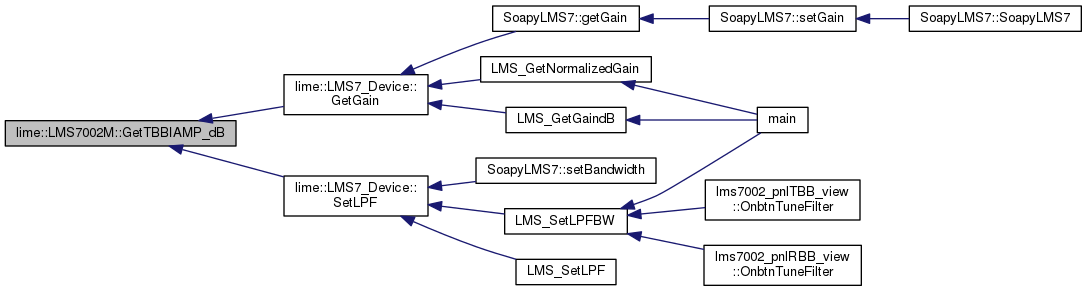 SoapyLMS7::getGain
SoapyLMS7::setGain
SoapyLMS7::SoapyLMS7
LMS_GetNormalizedGain
lime::LMS7_Device::
GetGain
LMS_GetGaindB
main
lime::LMS7002M::GetTBBIAMP_dB
SoapyLMS7::setBandwidth
lime::LMS7_Device::
SetLPF
lms7002_pnlTBB_view
::OnbtnTuneFilter
LMS_SetLPFBW
lms7002_pnlRBB_view
::OnbtnTuneFilter
LMS_SetLPF